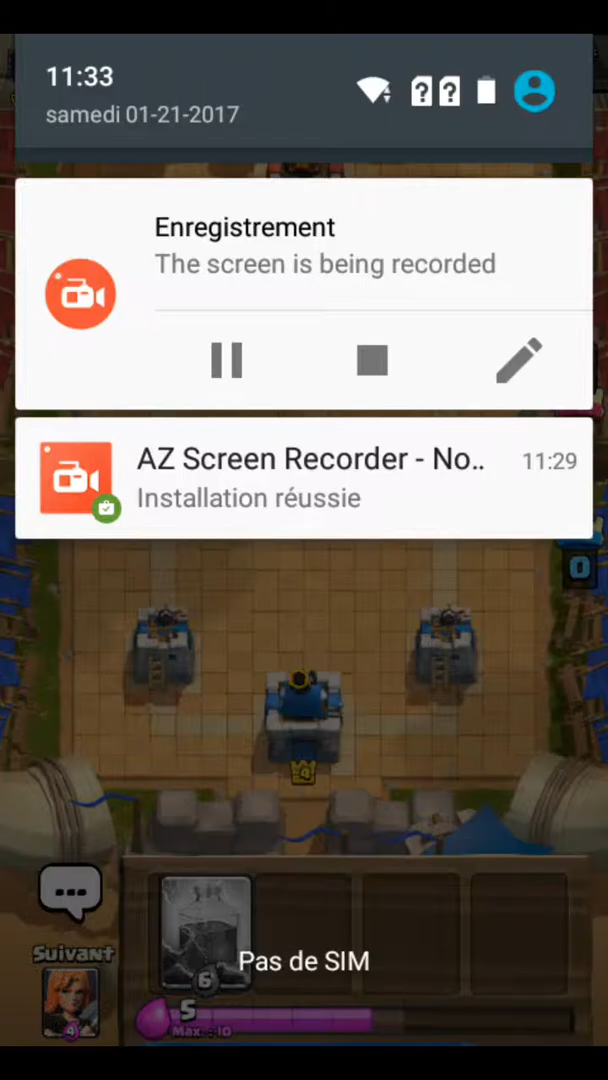 11:33
samedi 01-21-2017
? ?
Enregistrement
The screen is being recorded
AZ Screen Recorder - No..
11:29
Installation réussie
0
4
...
Suivant
6
Pas de SIM
4
5
Max.: 10